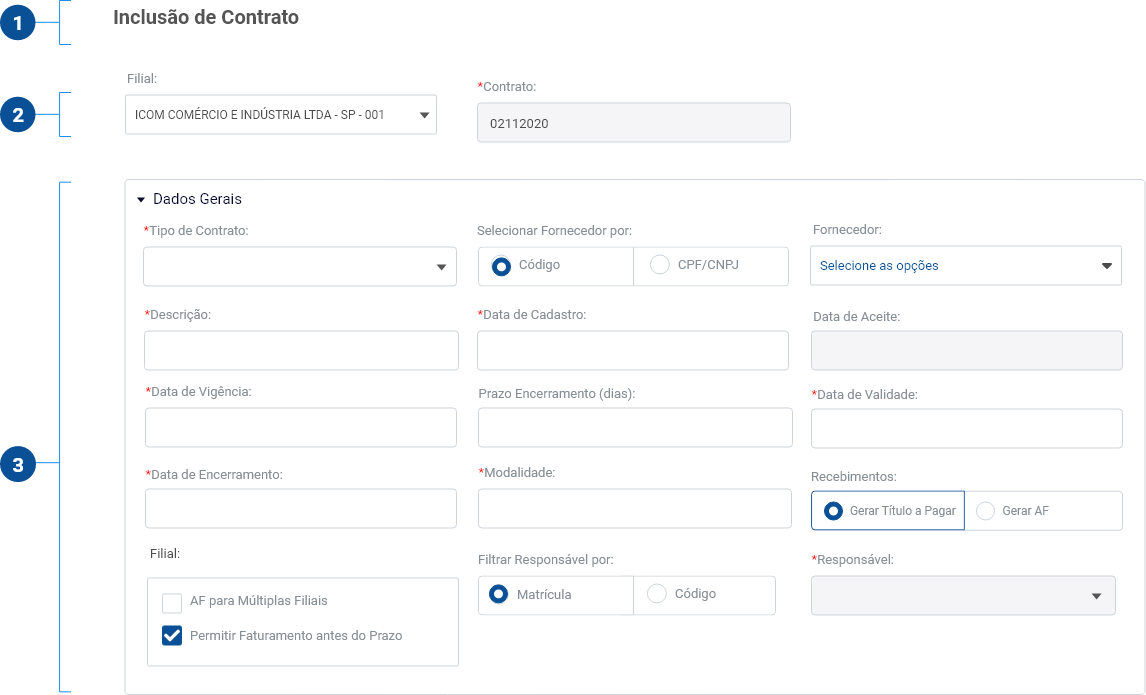 1
Inclusão de Contrato
2
Filial:
ICOM COMÉRCIO E INDÚSTRIA LTDA - SP - 001
*Contrato:
02112020
3
Dados Gerais
*Tipo de Contrato:
Selecionar Fornecedor por:
Código
CPF/CNPJ
Fornecedor:
Selecione as opções
*Descrição:
*Data de Cadastro:
Data de Aceite:
*Data de Vigência:
Prazo Encerramento (dias):
*Data de Validade:
*Data de Encerramento:
*Modalidade:
Recebimentos:
Gerar Título a Pagar
Gerar AF
Filial:
AF para Múltiplas Filiais
Permitir Faturamento antes do Prazo
Filtrar Responsável por:
Matrícula
Código
*Responsável: